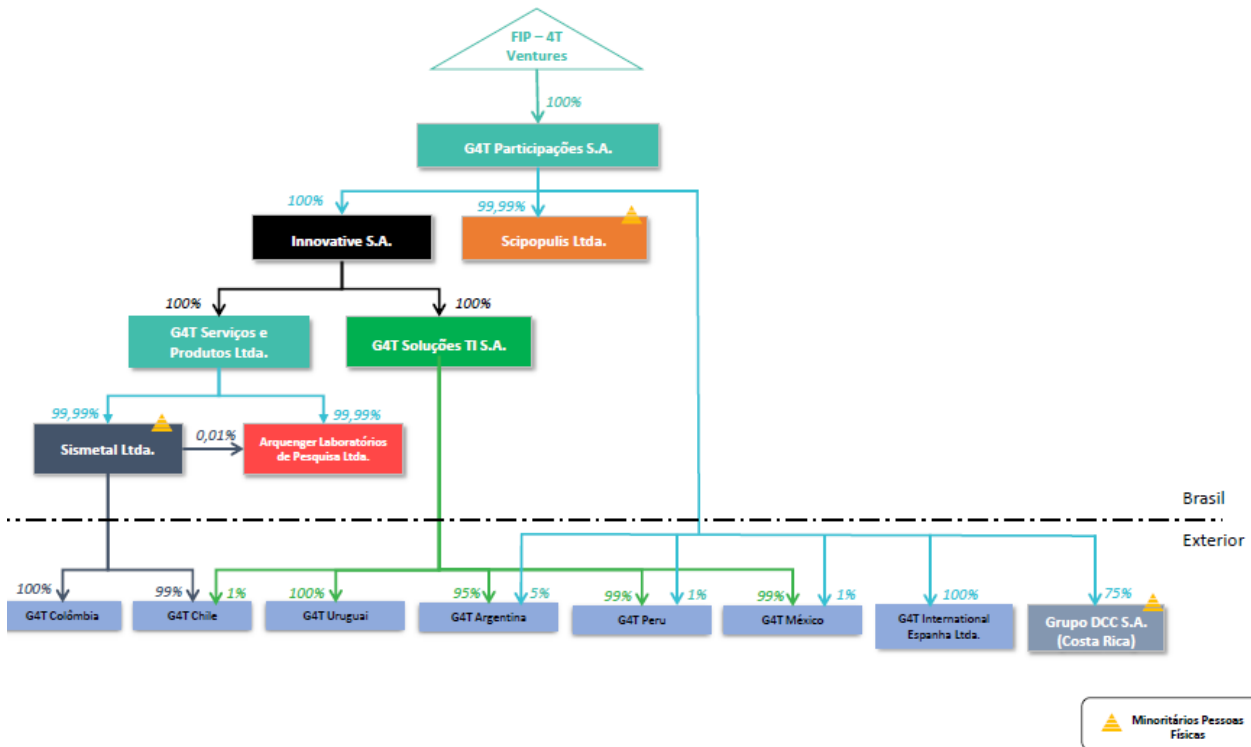 FIP – 4T
Ventures
100%
G4T Participações S.A.
100%
99,99%
Innovative S.A.
Scipopulis Ltda.
100%
100%
G4T Serviços e
Produtos Ltda.
G4T Soluções TI S.A.
99,99%
99,99%
Sismetal Ltda.
0,01%
Arquenger Laboratórios
de Pesquisa Ltda.
Brasil
Exterior
100%
99%
1%
100%
95%
5%
99%
1%
99%
1%
100%
75%
G4T Colômbia
G4T Chile
G4T Uruguai
G4T Argentina
G4T Peru
G4T México
G4T International
Espanha Ltda.
Grupo DCC S.A.
(Costa Rica)
Minoritários Pessoas
Físicas